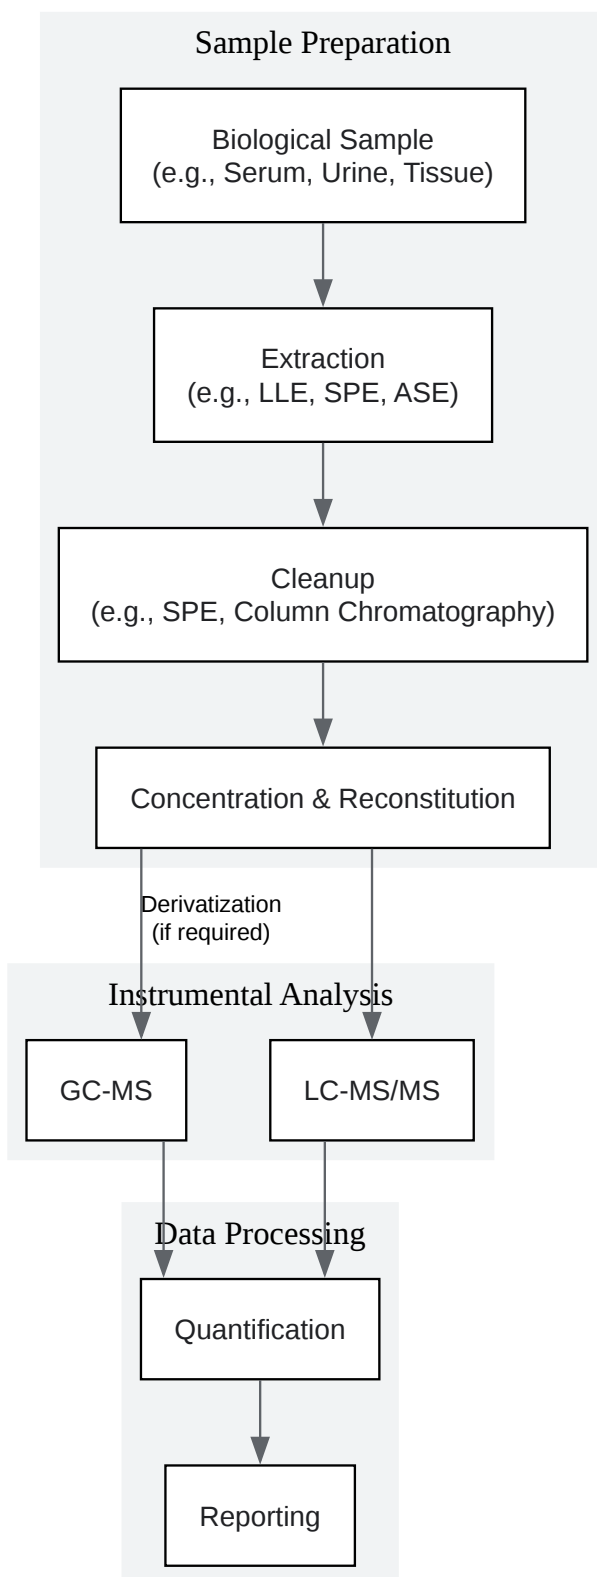 Sample Preparation
Biological Sample
(e.g., Serum, Urine, Tissue)
Extraction
(e.g., LLE, SPE, ASE)
Cleanup
(e.g., SPE, Column Chromatography)
Concentration & Reconstitution
Derivatization
(if required)
Instrumental Analysis
GC-MS
LC-MS/MS
Data Processing
Quantification
Reporting